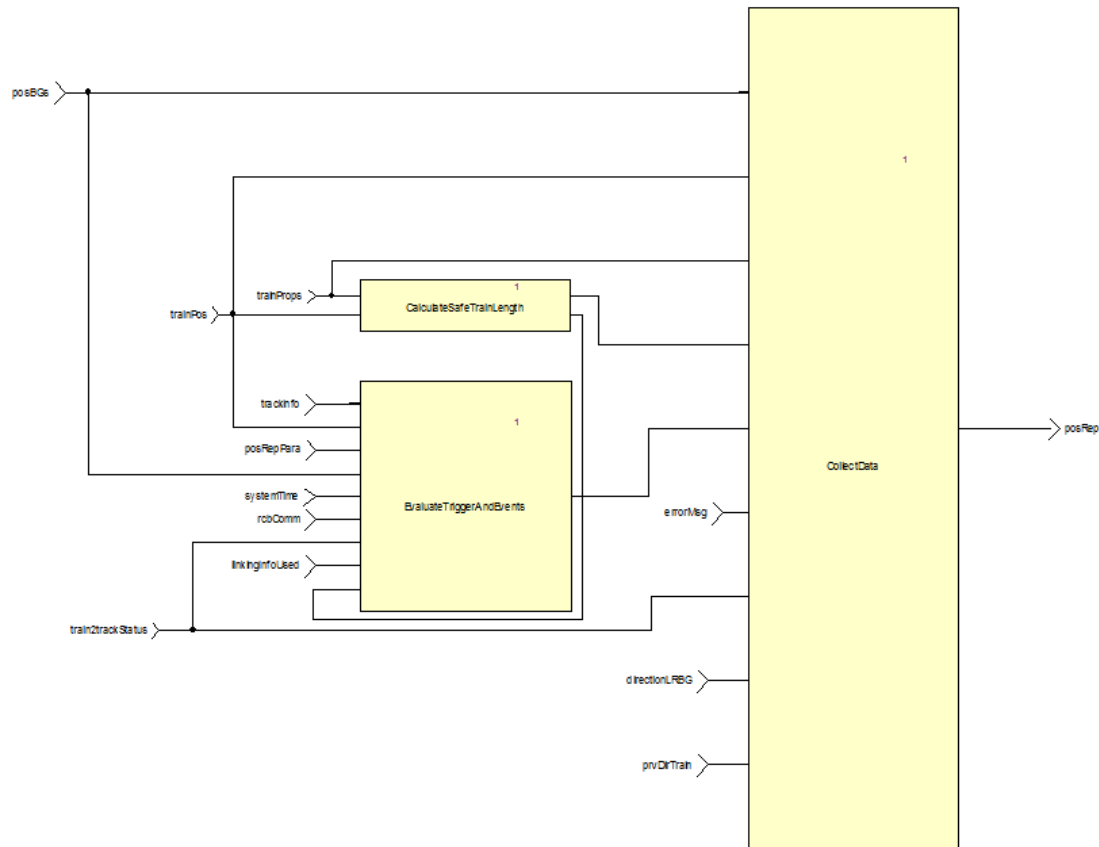 posBGs
1
trainProps
1
CalculateSafeTrainLength
trainPos
trackInfo
1
posRepPara
posRep
CollectData
systemTime
EvaluateTriggerAndEvents
errorMsg
rcbComm
linkingInfoUsed
train2trackStatus
directionLRBG
prvDirTrain